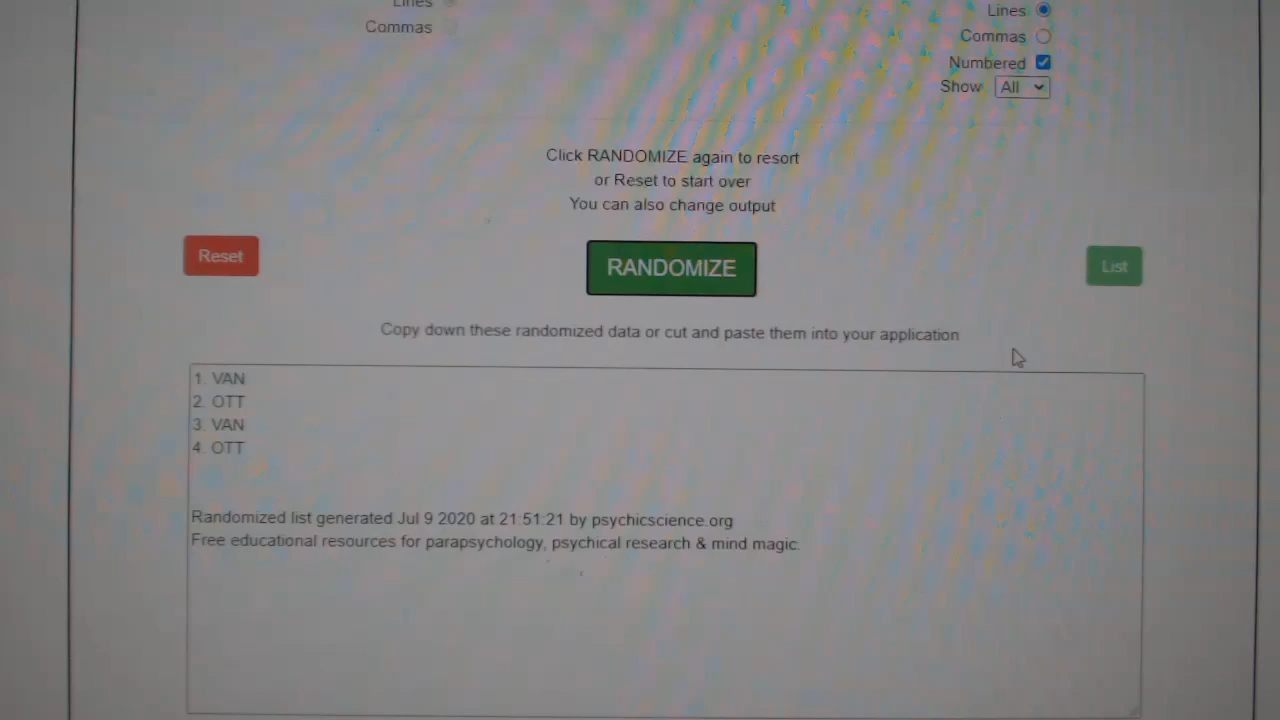 Lines
Commas
Lines
Commas
Numbered
Show All
Click RANDOMIZE again to resort
or Reset to start over
You can also change output
Reset
RANDOMIZE
List
Copy down these randomized data or cut and paste them into your application
1. VAN
2. OTT
3. VAN
4. OTT
Randomized list generated Jul 9 2020 at 21:51:21 by psychicscience.org
Free educational resources for parapsychology, psychical research & mind magic.